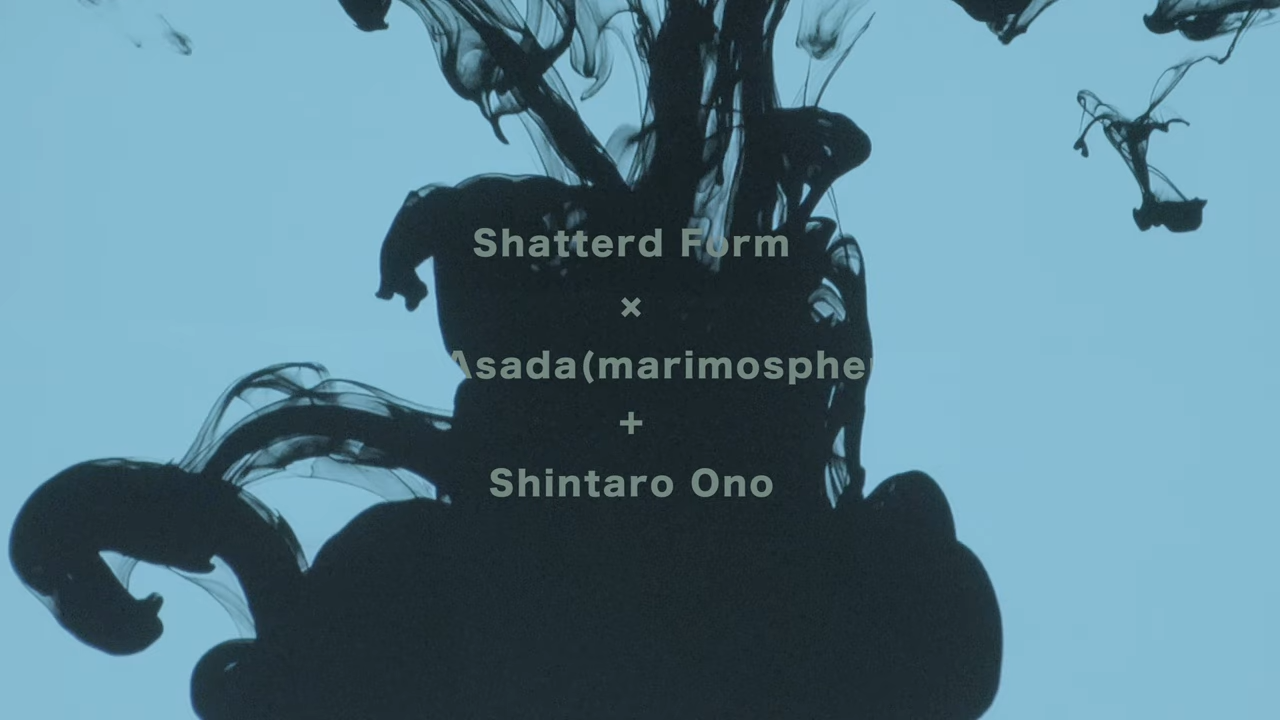 Shatterd Form
×
Asada(marimosphe
+
Shintaro Ono